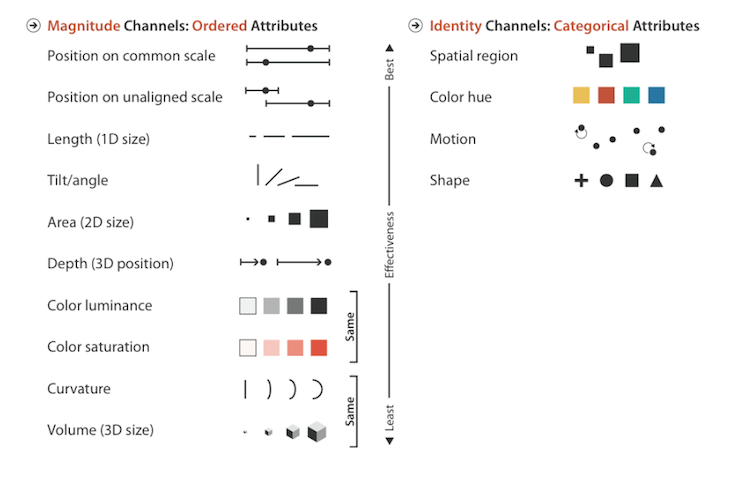 Magnitude Channels: Ordered Attributes
Position on common scale
Position on unaligned scale
Length (1D size)
Tilt/angle
Area (2D size)
Depth (3D position)
Color luminance
Color saturation
Curvature
Volume (3D size)
Same
Same
Best
Effectiveness
Least
Identity Channels: Categorical Attributes
Spatial region
Color hue
Motion
Shape